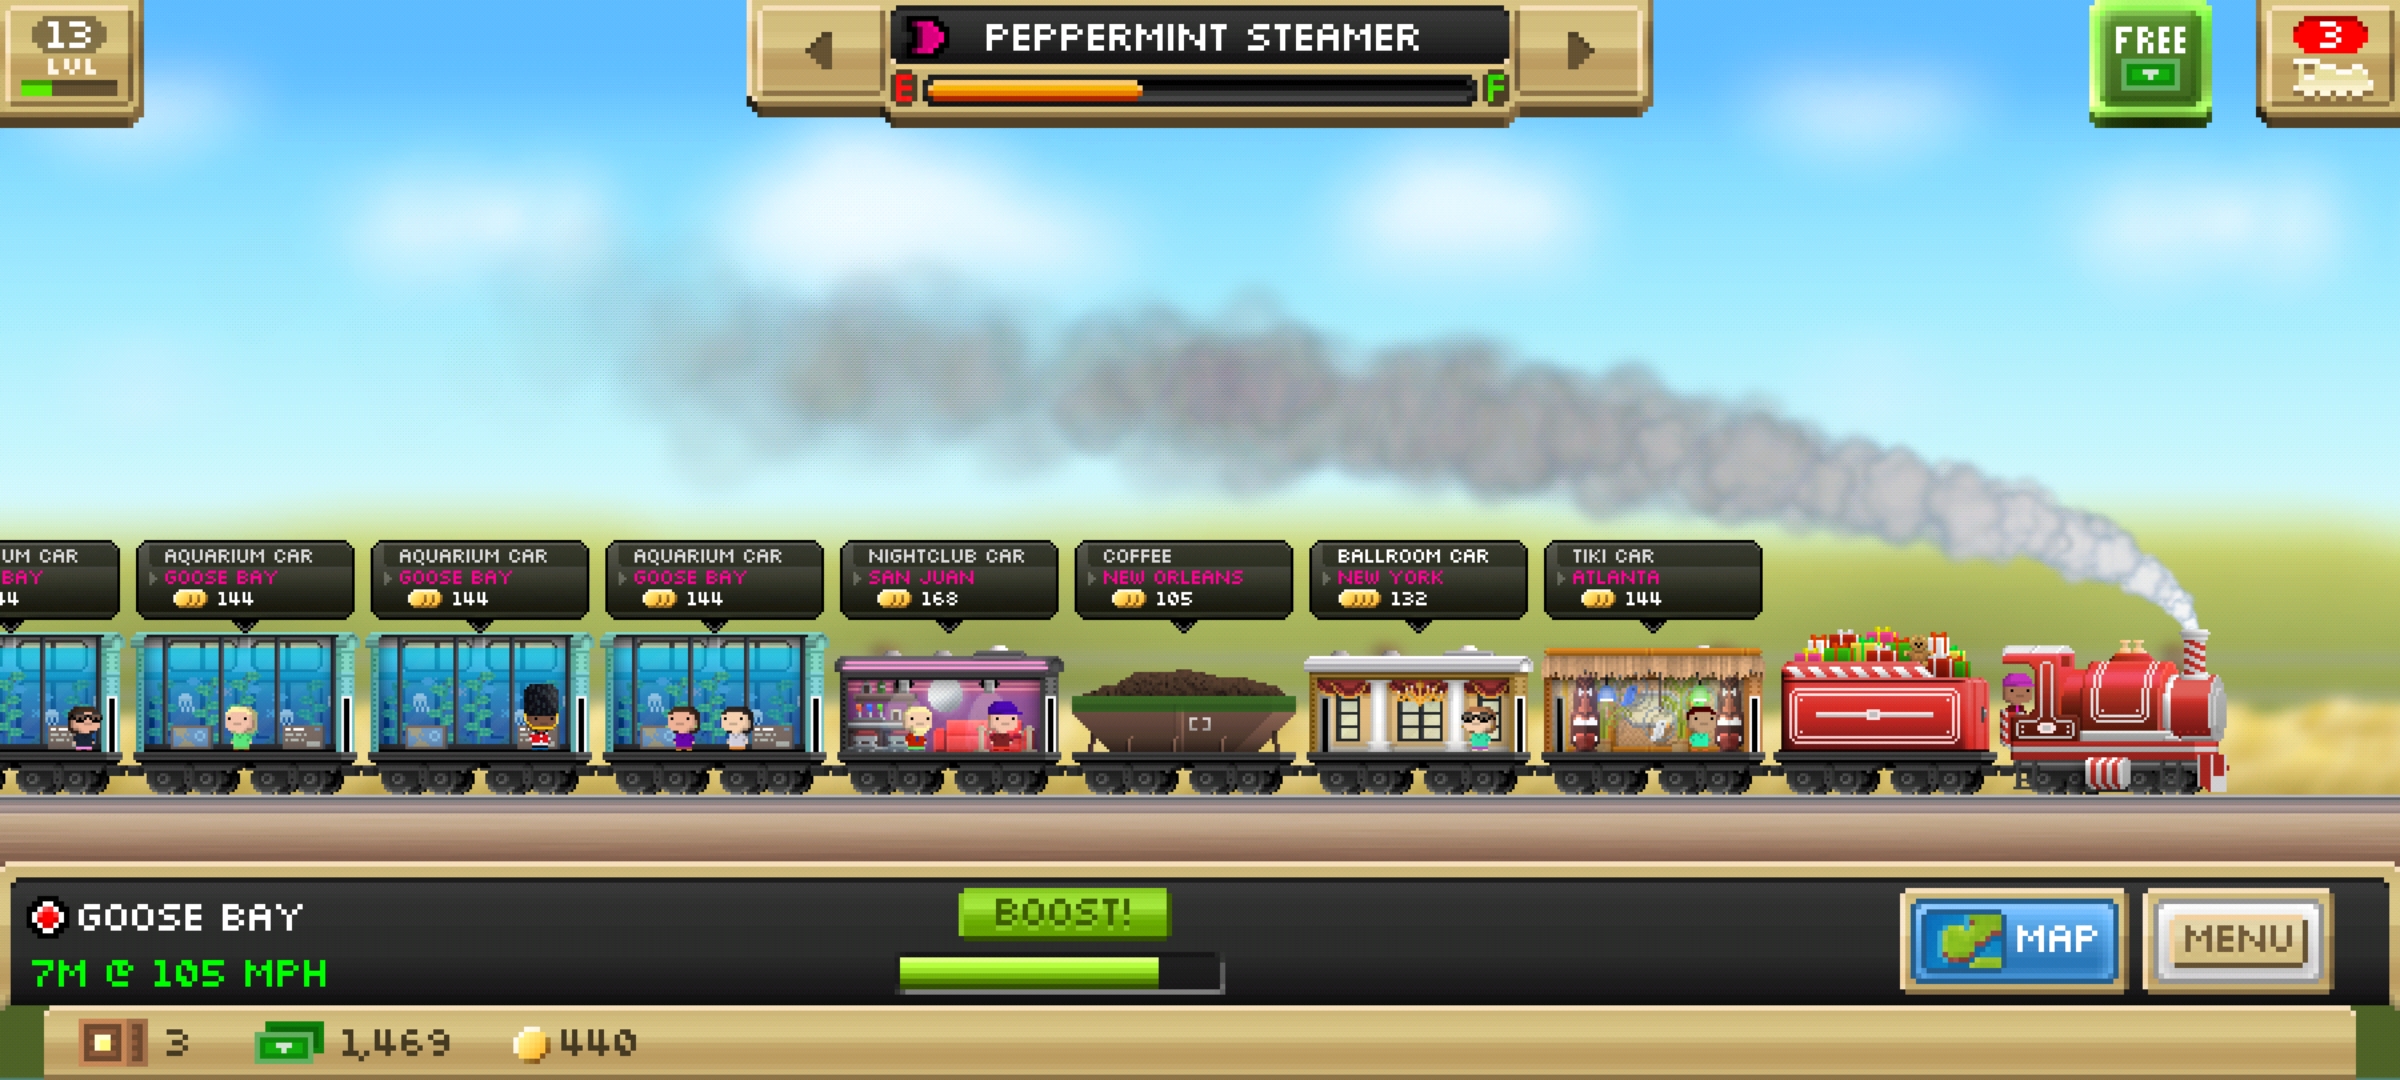 13
LVL
PEPPERMINT STEAMER
E
F
FREE
3
UM CAR
BAY
44
AQUARIUM CAR
GOOSE BAY
144
AQUARIUM CAR
GOOSE BAY
144
AQUARIUM CAR
GOOSE BAY
144
NIGHTCLUB CAR
SAN JUAN
168
COFFEE
NEW ORLEANS
105
BALLROOM CAR
NEW YORK
132
TIKI CAR
ATLANTA
144
GOOSE BAY
7M @ 105 MPH
BOOST!
MAP
MENU
3
1,469
440